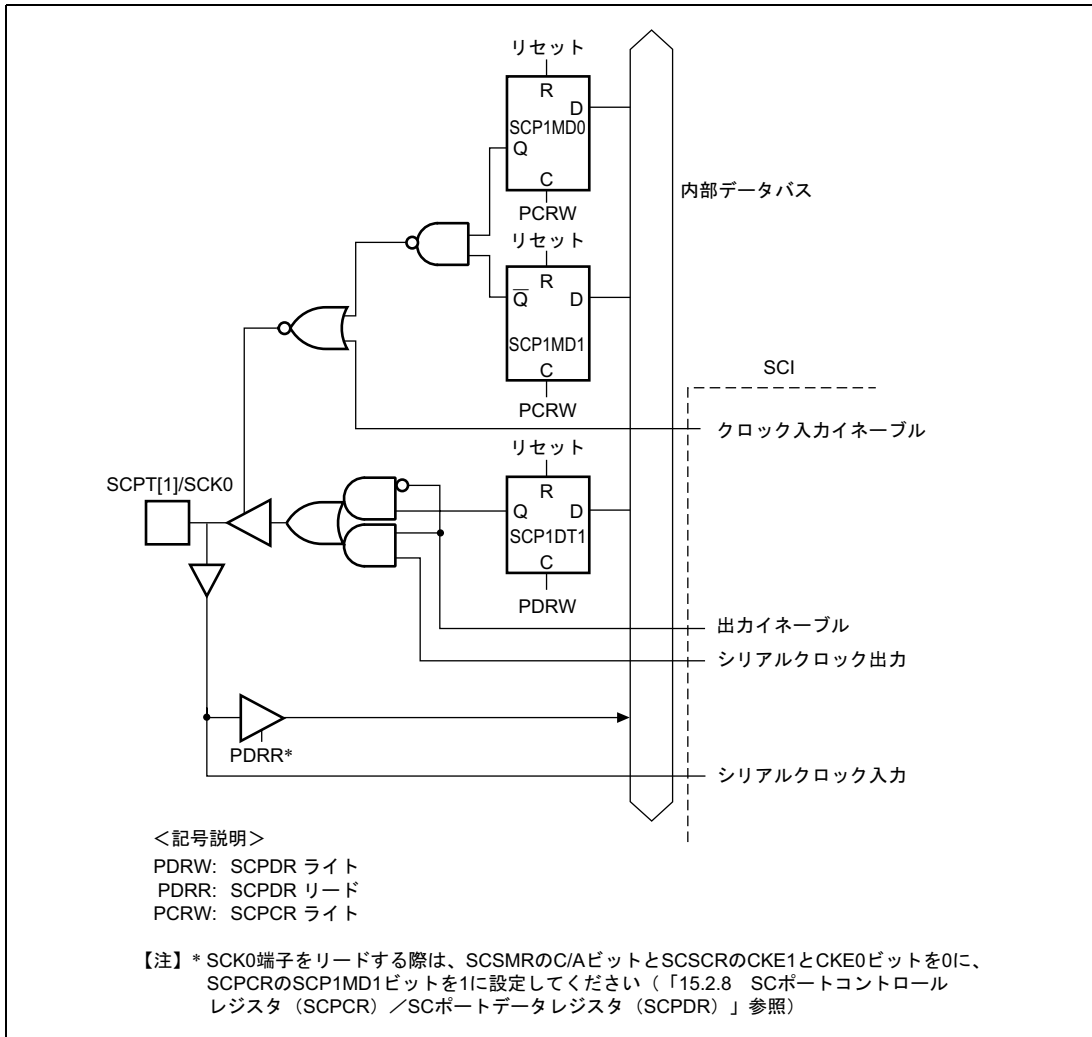 リセット
R
D
SCP1MD0
Q
C
PCRW
内部データバス
リセット
R
Q̅
D
SCP1MD1
C
PCRW
SCI
クロック入力イネーブル
リセット
SCPT[1]/SCK0
R
Q
D
SCP1DT1
C
PDRW
出力イネーブル
シリアルクロック出力
PDRR*
シリアルクロック入力
<記号説明>
PDRW: SCPDR ライト
PDRR: SCPDR リード
PCRW: SCPCR ライト
【注】* SCK0端子をリードする際は、SCSMRのC/AビットとSCSCRのCKE1とCKE0ビットを0に、
SCPCRのSCP1MD1ビットを1に設定してください(「15.2.8 SCポートコントロール
レジスタ(SCPCR)/SCポートデータレジスタ(SCPDR)」参照)